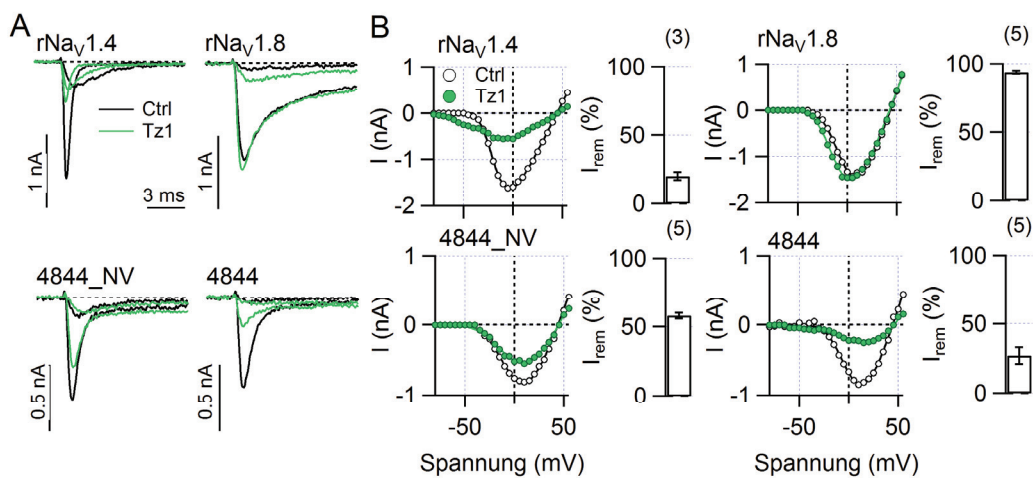 A
rNaV1.4
rNaV1.8
Ctrl
Tz1
1 nA
1 nA
3 ms
4844_NV
4844
0.5 nA
0.5 nA
B
rNaV1.4
(3)
Ctrl
Tz1
1
0
-1
-2
I (nA)
100
50
0
Irem (%)
rNaV1.8
(5)
1
0
-1
-2
I (nA)
100
50
0
Irem (%)
4844_NV
(5)
1
0
-1
I (nA)
-50
50
Spannung (mV)
100
50
0
Irem (%)
4844
(5)
1
0
-1
I (nA)
-50
50
Spannung (mV)
100
50
0
Irem (%)